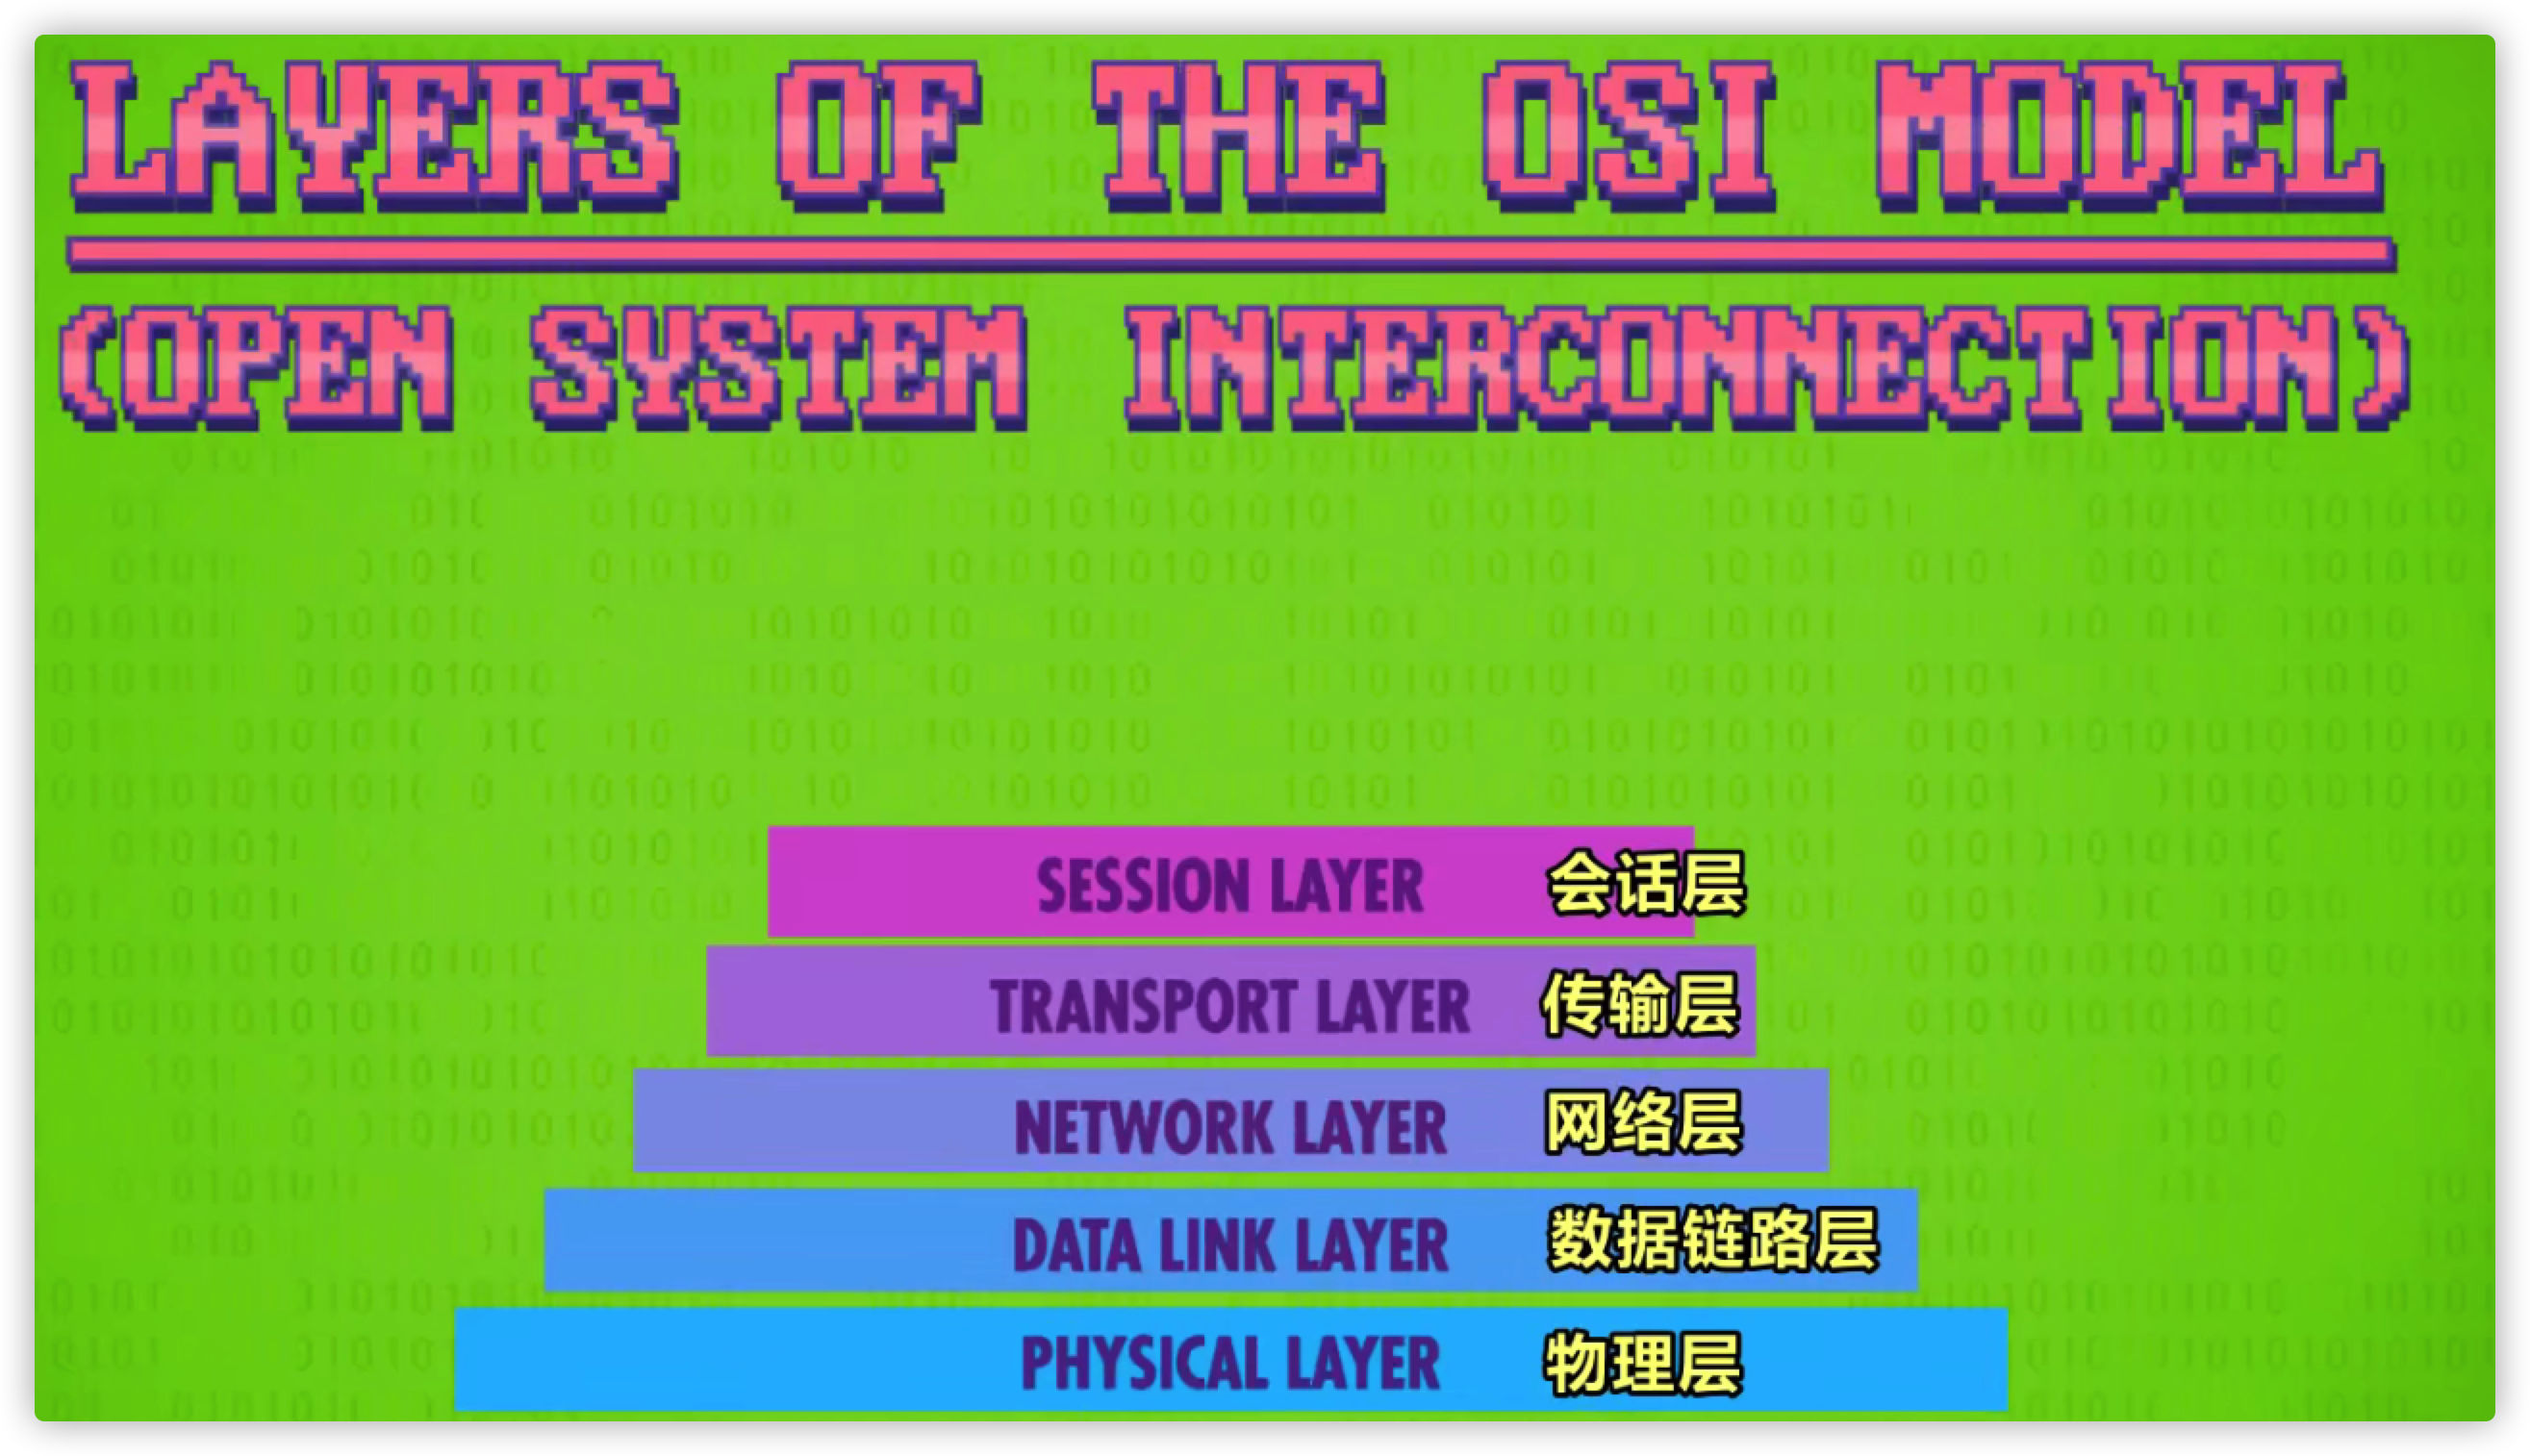 LAYERS OF THE OSI MODEL
(OPEN SYSTEM INTERCONNECTION)
SESSION LAYER 会话层
TRANSPORT LAYER 传输层
NETWORK LAYER 网络层
DATA LINK LAYER 数据链路层
PHYSICAL LAYER 物理层